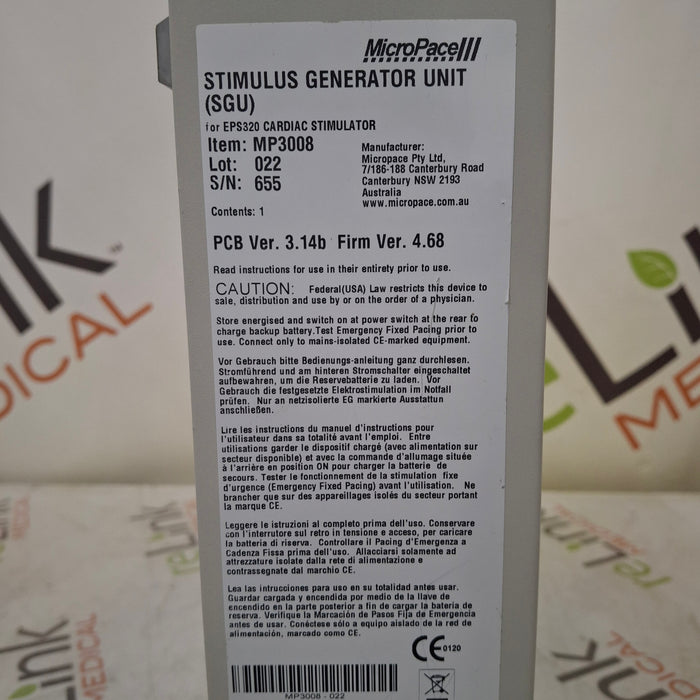 MicroPace
STIMULUS GENERATOR UNIT
(SGU)
for EPS320 CARDIAC STIMULATOR
Item: MP3008
Lot: 022
S/N: 655
Contents: 1
Manufacturer:
Micropace Pty Ltd,
7/186-188 Canterbury Road
Canterbury NSW 2193
Australia
www.micropace.com.au
PCB Ver. 3.14b Firm Ver. 4.68
Read instructions for use in their entirety prior to use.
CAUTION: Federal(USA) Law restricts this device to
sale, distribution and use by or on the order of a physician.
Store energised and switch on at power switch at the rear to
charge backup battery.Test Emergency Fixed Pacing prior to
use. Connect only to mains-isolated CE-marked equipment.
Vor Gebrauch bitte Bedienungs-anleitung ganz durchlesen.
Stromführend und am hinteren Stromschalter eingeschaltet
aufbewahren, um die Reservebatterie zu laden. Vor
Gebrauch die festgesetzte Elektrostimulation im Notfall
prüfen. Nur an netzisolierte EG markierte Ausstattun
anschließen.
Lire les instructions du manuel d'instructions pour
l'utilisateur dans sa totalité avant l'emploi. Entre
utilisations garder le dispositif chargé (avec alimentation sur
secteur disponible) et avec la commande d'allumage située
à l'arrière en position ON pour charger la batterie de
secours. Tester le fonctionnement de la stimulation fixe
d'urgence (Emergency Fixed Pacing) avant l'utilisation. Ne
brancher que sur des appareillages isolés du secteur portant
la marque CE.
Leggere le istruzioni al completo prima dell'uso. Conservare
con l'interruttore sul retro in tensione e acceso, per caricare
la batteria di riserva. Controllare il Pacing d'Emergenza a
Cadenza Fissa prima dell'uso. Allacciarsi solamente ad
attrezzature isolate dalla rete di alimentazione e
contrassegnate dal marchio CE.
Lea las intrucciones para uso en su totalidad antes usar.
Guardar cargada y encendida por medio de la llave de
encendido en la parte posterior a fin de cargar la batería de
reserva. Verifique la Marcación de Pasos Fija de Emergencia
antes de usar. Conéctese sólo a equipo aislado de la red de
alimentación, marcado como CE.
CE 0120
MP3008 - 022
reLink
MEDICAL